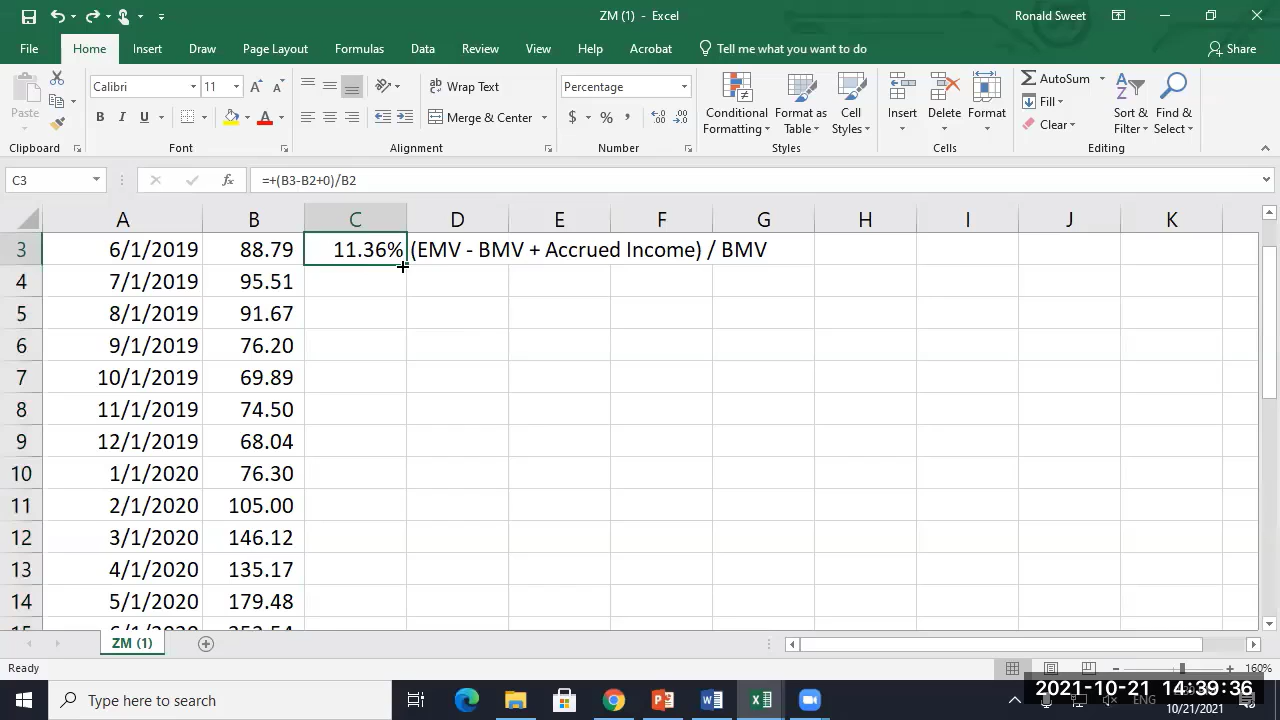 ZM (1) - Excel
Ronald Sweet
File Home Insert Draw Page Layout Formulas Data Review View Help Acrobat Tell me what you want to do Share
Paste
Clipboard
Calibri 11
B I U
Font
Wrap Text
Merge & Center
Alignment
Percentage
$ % ,
Number
Conditional Formatting
Format as Table
Cell Styles
Styles
Insert Delete Format
Cells
AutoSum
Fill
Clear
Sort & Filter
Find & Select
Editing
C3 fx =+(B3-B2+0)/B2
A B C D E F G H I J K
3 6/1/2019 88.79 11.36% (EMV - BMV + Accrued Income) / BMV
4 7/1/2019 95.51
5 8/1/2019 91.67
6 9/1/2019 76.20
7 10/1/2019 69.89
8 11/1/2019 74.50
9 12/1/2019 68.04
10 1/1/2020 76.30
11 2/1/2020 105.00
12 3/1/2020 146.12
13 4/1/2020 135.17
14 5/1/2020 179.48
ZM (1)
Ready
160%
Type here to search
2021-10-21 14:39:36
ENG
10/21/2021